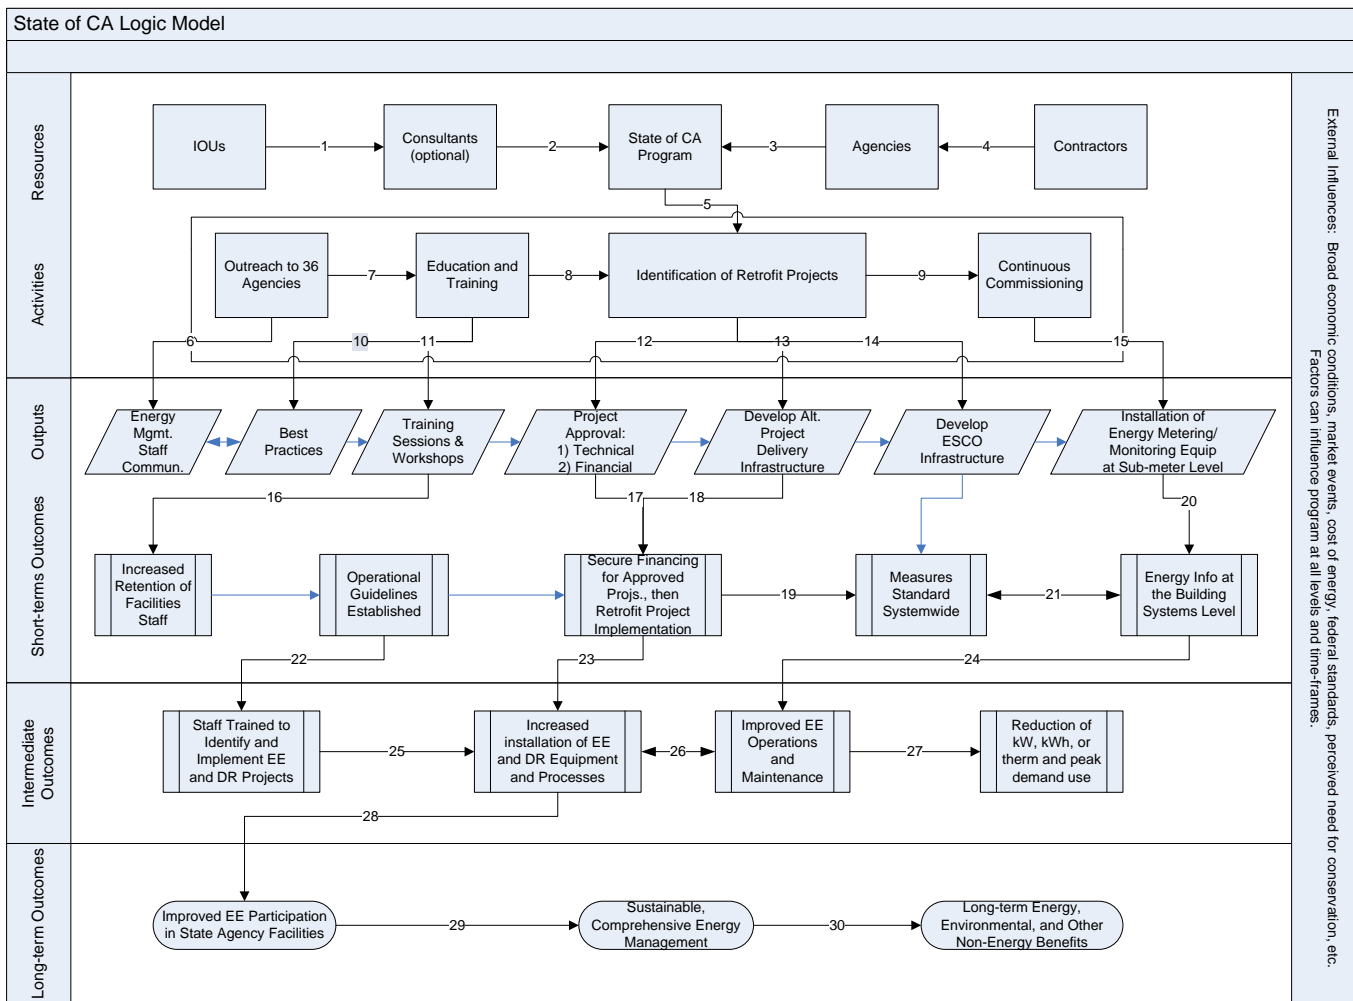 State of CA Logic Model
Resources
IOUs
1
Consultants
(optional)
2
State of CA
Program
3
Agencies
4
Contractors
5
Activities
Outreach to 36
Agencies
7
Education and
Training
8
Identification of Retrofit Projects
9
Continuous
Commissioning
6
10
11
12
13
14
15
Outputs
Energy
Mgmt.
Staff
Commun.
Best
Practices
Training
Sessions &
Workshops
Project
Approval:
1) Technical
2) Financial
Develop Alt.
Project
Delivery
Infrastructure
Develop
ESCO
Infrastructure
Installation of
Energy Metering/
Monitoring Equip
at Sub-meter Level
16
17
18
20
Short-terms Outcomes
Increased
Retention of
Facilities
Staff
Operational
Guidelines
Established
Secure Financing
for Approved
Projs., then
Retrofit Project
Implementation
19
Measures
Standard
Systemwide
21
Energy Info at
the Building
Systems Level
22
23
24
Intermediate
Outcomes
Staff Trained to
Identify and
Implement EE
and DR Projects
25
Increased
installation of EE
and DR Equipment
and Processes
26
Improved EE
Operations
and
Maintenance
27
Reduction of
kW, kWh, or
therm and peak
demand use
28
Long-term Outcomes
Improved EE Participation
in State Agency Facilities
29
Sustainable,
Comprehensive Energy
Management
30
Long-term Energy,
Environmental, and Other
Non-Energy Benefits
External Influences: Broad economic conditions, market events, cost of energy, federal standards, perceived need for conservation, etc.
Factors can influence program at all levels and time-frames.